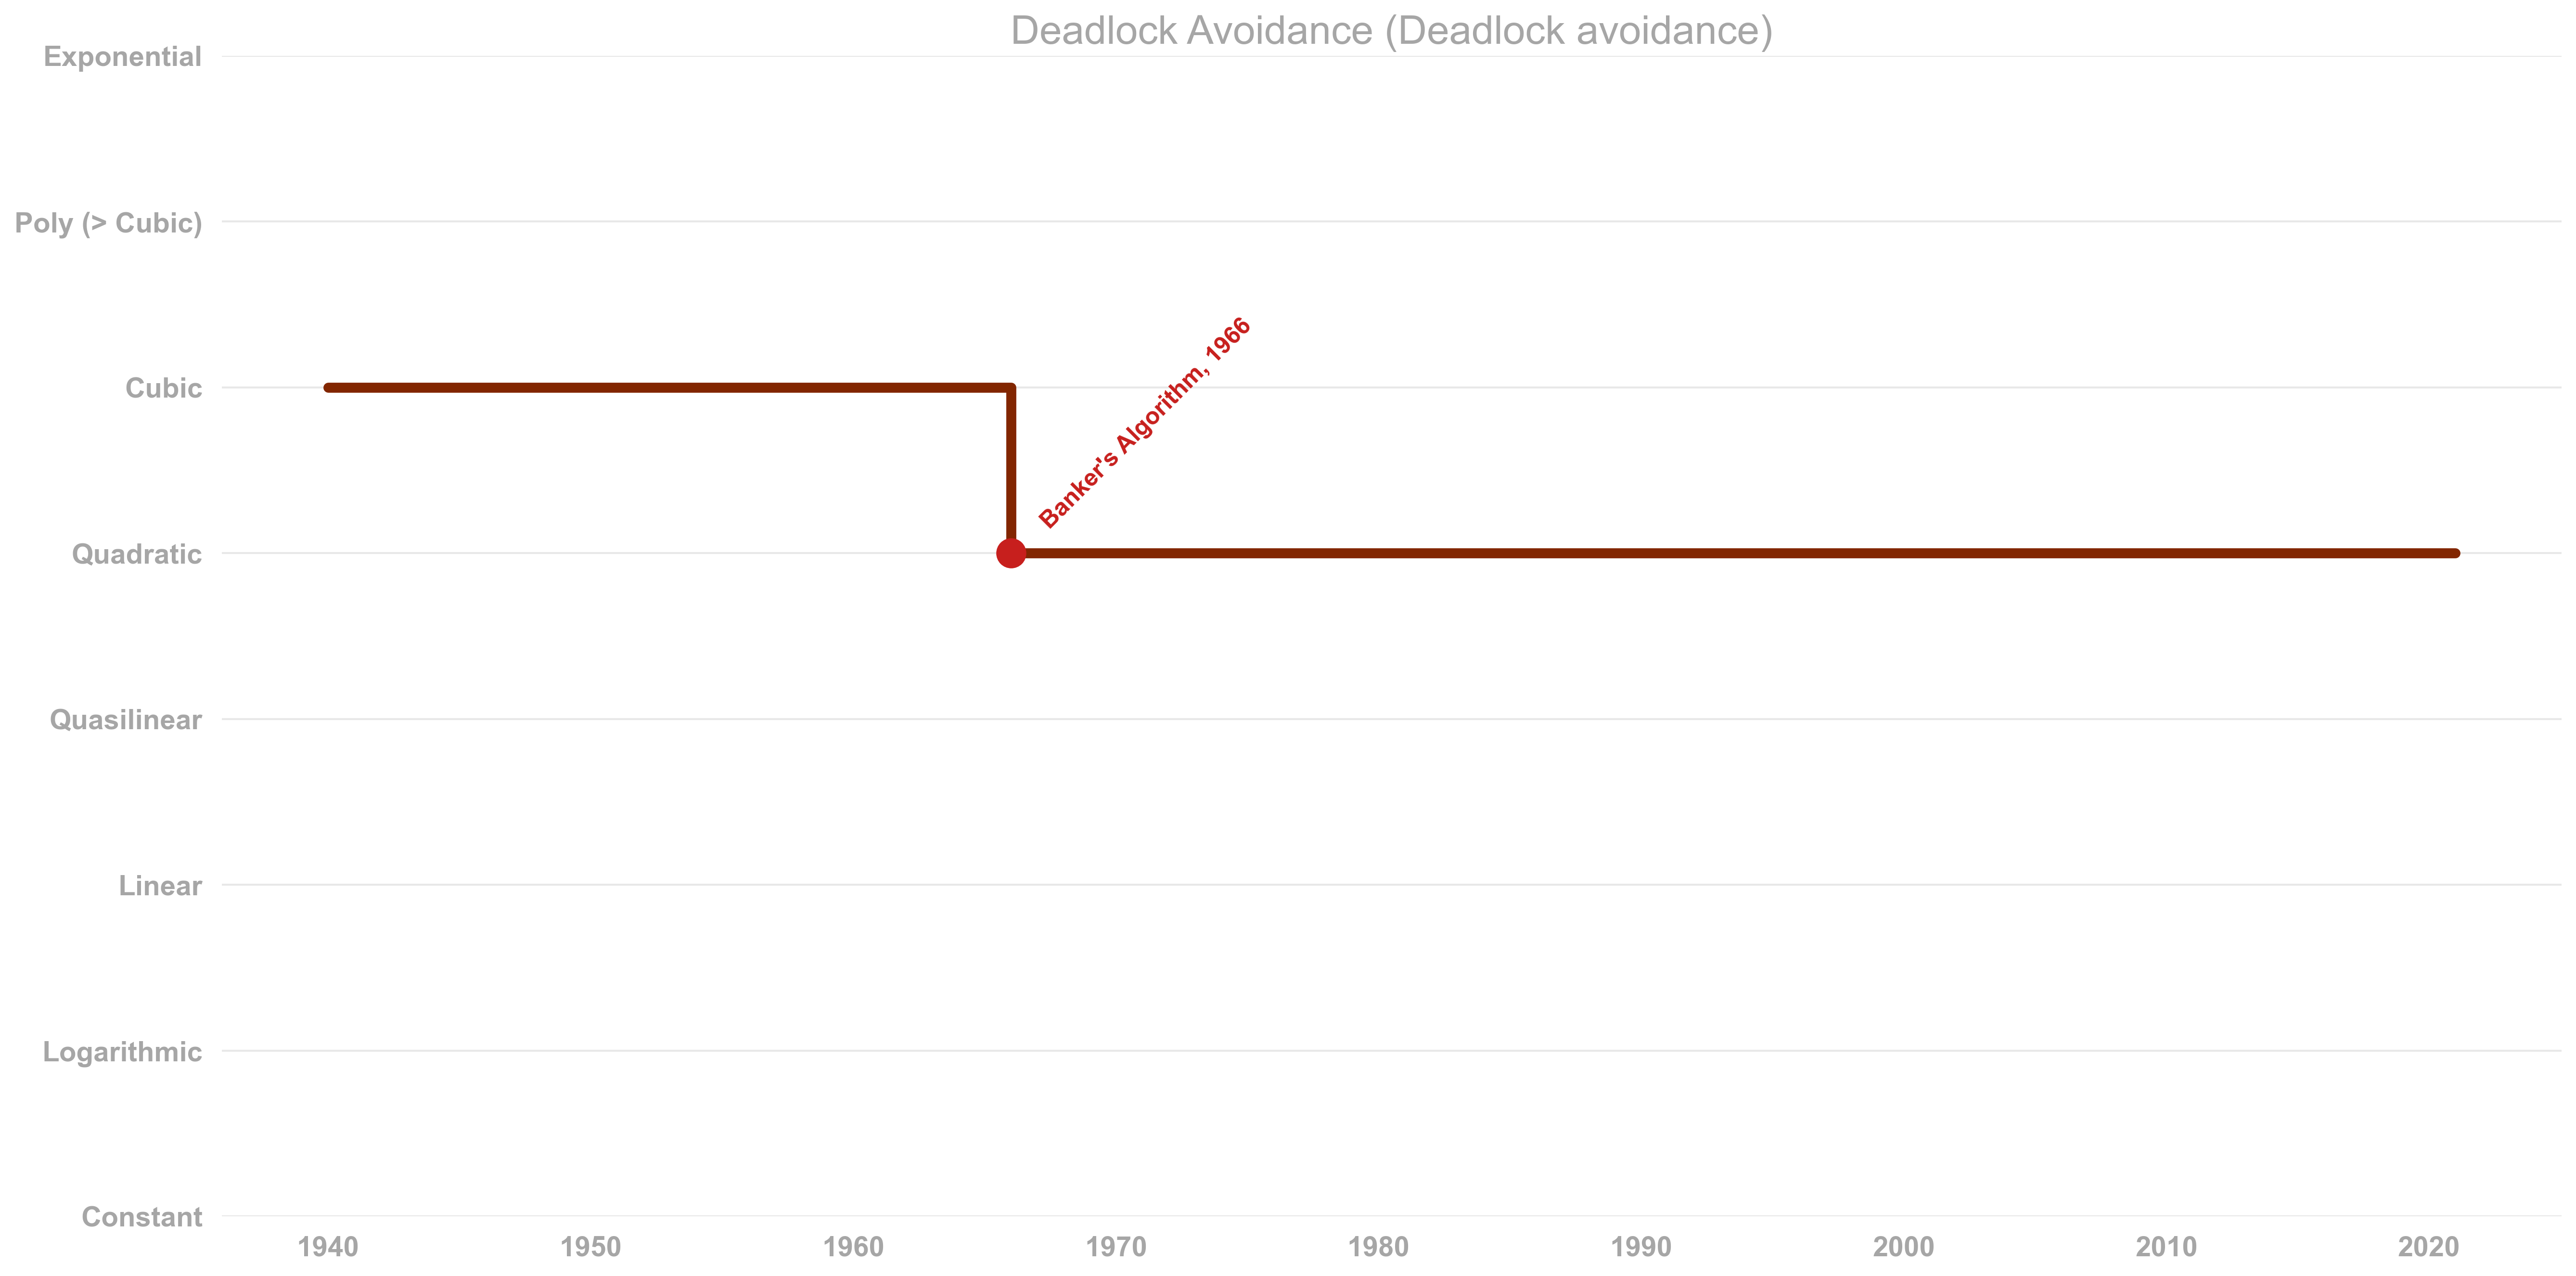 Deadlock Avoidance (Deadlock avoidance)
Exponential
Poly (> Cubic)
Cubic
Quadratic
Quasilinear
Linear
Logarithmic
Constant
Banker's Algorithm, 1966
1940 1950 1960 1970 1980 1990 2000 2010 2020